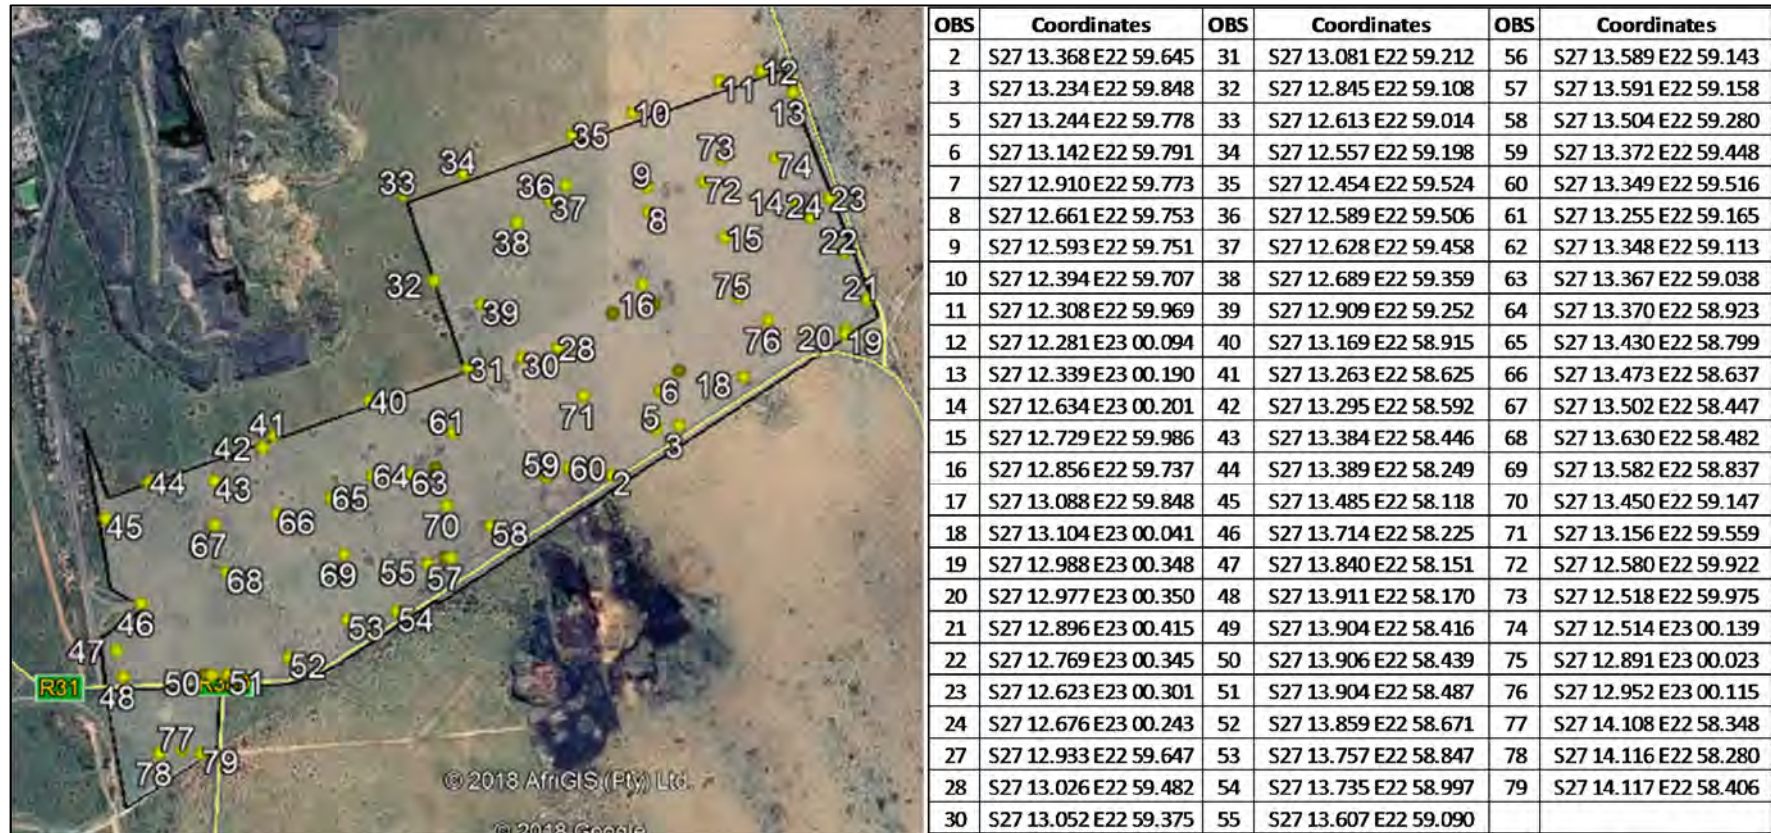 12
11
10
13
35
73
74
34
9
33
36
72
14
23
37
8
24
38
15
22
32
75
21
39
16
28
76
20
19
30
31
6
18
40
71
5
61
3
41
42
59
60
64
63
2
44
43
65
70
45
66
58
67
55
57
69
68
54
46
53
47
52
R31
48
50
51
77
78
79
© 2018 AfriGIS (Pty) Ltd.
© 2018 Google
OBS Coordinates OBS Coordinates OBS Coordinates
2 S27 13.368 E22 59.645 31 S27 13.081 E22 59.212 56 S27 13.589 E22 59.143
3 S27 13.234 E22 59.848 32 S27 12.845 E22 59.108 57 S27 13.591 E22 59.158
5 S27 13.244 E22 59.778 33 S27 12.613 E22 59.014 58 S27 13.504 E22 59.280
6 S27 13.142 E22 59.791 34 S27 12.557 E22 59.198 59 S27 13.372 E22 59.448
7 S27 12.910 E22 59.773 35 S27 12.454 E22 59.524 60 S27 13.349 E22 59.516
8 S27 12.661 E22 59.753 36 S27 12.589 E22 59.506 61 S27 13.255 E22 59.165
9 S27 12.593 E22 59.751 37 S27 12.628 E22 59.458 62 S27 13.348 E22 59.113
10 S27 12.394 E22 59.707 38 S27 12.689 E22 59.359 63 S27 13.367 E22 59.038
11 S27 12.308 E22 59.969 39 S27 12.909 E22 59.252 64 S27 13.370 E22 58.923
12 S27 12.281 E23 00.094 40 S27 13.169 E22 58.915 65 S27 13.430 E22 58.799
13 S27 12.339 E23 00.190 41 S27 13.263 E22 58.625 66 S27 13.473 E22 58.637
14 S27 12.634 E23 00.201 42 S27 13.295 E22 58.592 67 S27 13.502 E22 58.447
15 S27 12.729 E22 59.986 43 S27 13.384 E22 58.446 68 S27 13.630 E22 58.482
16 S27 12.856 E22 59.737 44 S27 13.389 E22 58.249 69 S27 13.582 E22 58.837
17 S27 13.088 E22 59.848 45 S27 13.485 E22 58.118 70 S27 13.450 E22 59.147
18 S27 13.104 E23 00.041 46 S27 13.714 E22 58.225 71 S27 13.156 E22 59.559
19 S27 12.988 E23 00.348 47 S27 13.840 E22 58.151 72 S27 12.580 E22 59.922
20 S27 12.977 E23 00.350 48 S27 13.911 E22 58.170 73 S27 12.518 E22 59.975
21 S27 12.896 E23 00.415 49 S27 13.904 E22 58.416 74 S27 12.514 E23 00.139
22 S27 12.769 E23 00.345 50 S27 13.906 E22 58.439 75 S27 12.891 E23 00.023
23 S27 12.623 E23 00.301 51 S27 13.904 E22 58.487 76 S27 12.952 E23 00.115
24 S27 12.676 E23 00.243 52 S27 13.859 E22 58.671 77 S27 14.108 E22 58.348
27 S27 12.933 E22 59.647 53 S27 13.757 E22 58.847 78 S27 14.116 E22 58.280
28 S27 13.026 E22 59.482 54 S27 13.735 E22 58.997 79 S27 14.117 E22 58.406
30 S27 13.052 E22 59.375 55 S27 13.607 E22 59.090